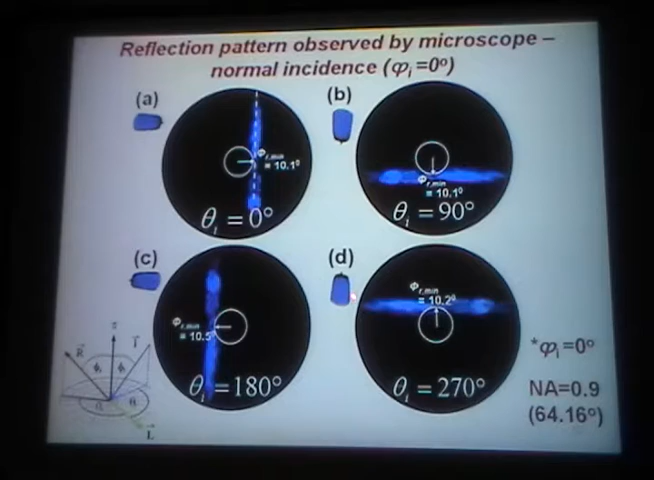 Reflection pattern observed by microscope –
normal incidence (φi=0°)
(a)
Φr,min
= 10.1°
θi = 0°
(b)
Φr,min
= 10.1°
θi = 90°
(c)
Φr,min
= 10.5°
θi = 180°
(d)
Φr,min
= 10.2°
θi = 270°
*φi=0°
NA=0.9
(64.16°)
z
L